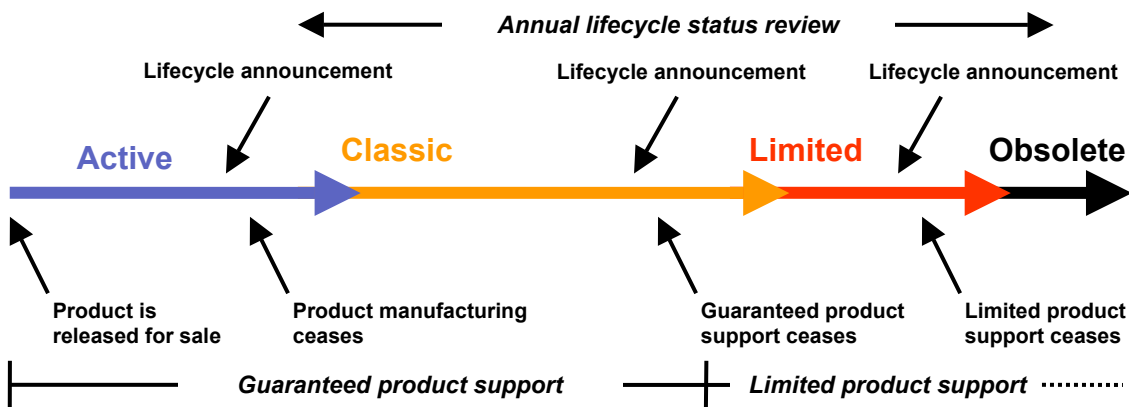 Annual lifecycle status review
Lifecycle announcement
Lifecycle announcement
Lifecycle announcement
Active
Classic
Limited
Obsolete
Product is
released for sale
Product manufacturing
ceases
Guaranteed product
support ceases
Limited product
support ceases
Guaranteed product support
Limited product support